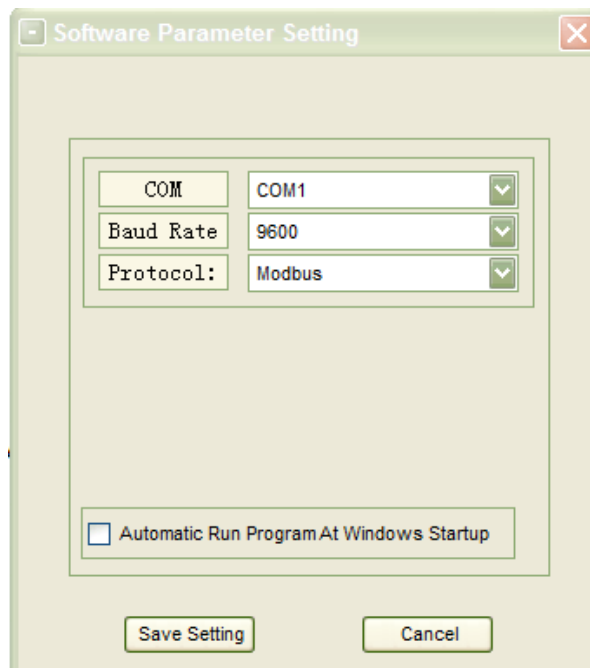 Software Parameter Setting
COM COM1
Baud Rate 9600
Protocol: Modbus
Automatic Run Program At Windows Startup
Save Setting Cancel